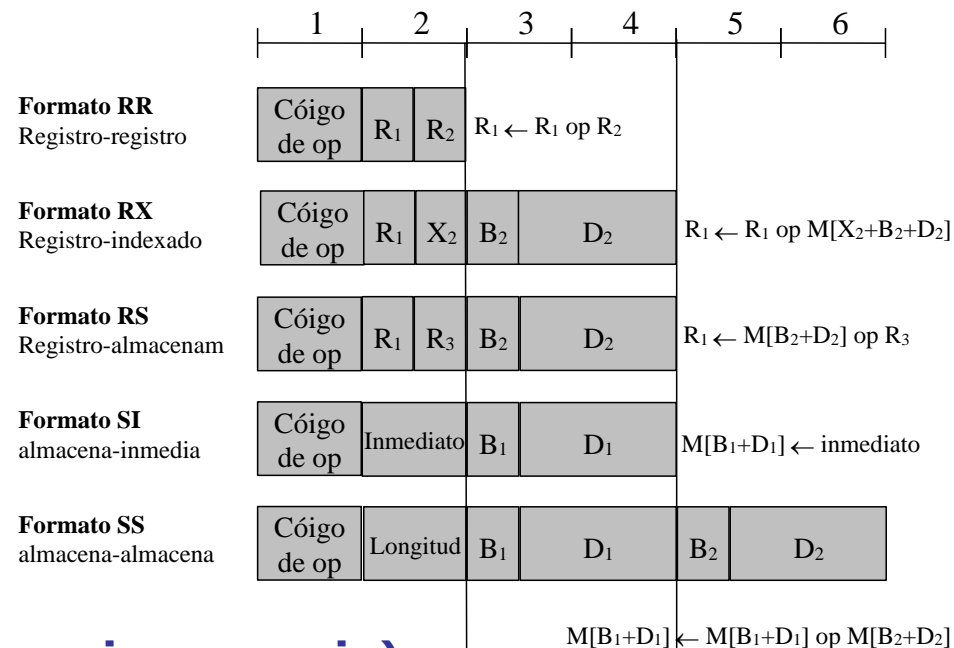 1 2 3 4 5 6
Formato RR
Registro-registro
Cóigo
de op
R1 R2
R1 ← R1 op R2
Formato RX
Registro-indexado
Cóigo
de op
R1 X2 B2 D2
R1 ← R1 op M[X2+B2+D2]
Formato RS
Registro-almacenam
Cóigo
de op
R1 R3 B2 D2
R1 ← M[B2+D2] op R3
Formato SI
almacena-inmedia
Cóigo
de op
Inmediato B1 D1
M[B1+D1] ← inmediato
Formato SS
almacena-almacena
Cóigo
de op
Longitud B1 D1 B2 D2
M[B1+D1] ← M[B1+D1] op M[B2+D2]